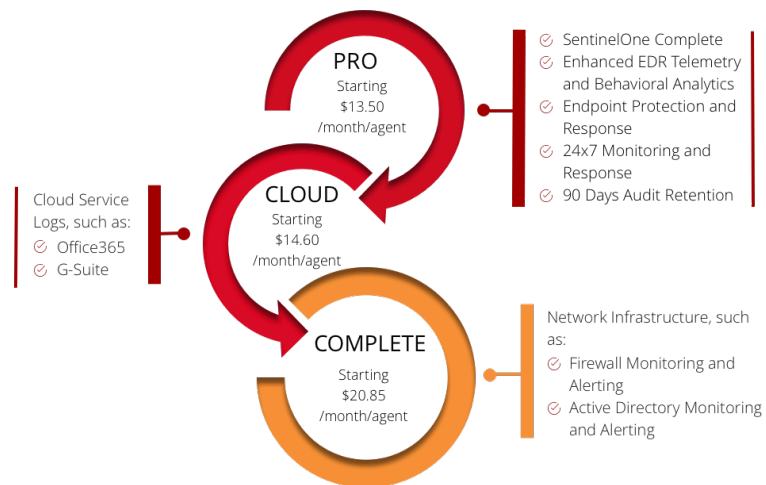 PRO
Starting
$13.50
/month/agent
SentinelOne Complete
Enhanced EDR Telemetry
and Behavioral Analytics
Endpoint Protection and
Response
24x7 Monitoring and
Response
90 Days Audit Retention
CLOUD
Starting
$14.60
/month/agent
Cloud Service
Logs, such as:
Office365
G-Suite
COMPLETE
Starting
$20.85
/month/agent
Network Infrastructure, such
as:
Firewall Monitoring and
Alerting
Active Directory Monitoring
and Alerting